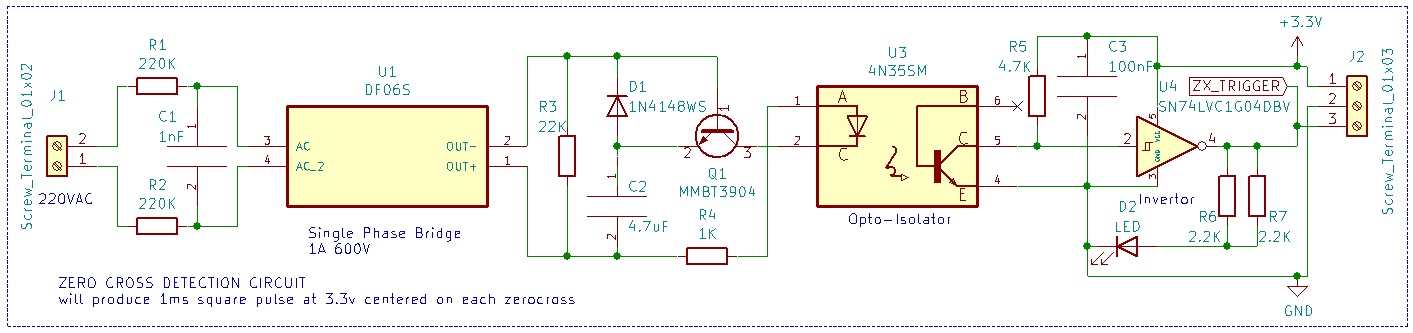 Screw_Terminal_01x02
J1
2
1
220VAC
R1
220K
C1
1nF
1
2
R2
220K
U1
DF06S
3
AC
4
AC_2
OUT-
2
OUT+
1
Single Phase Bridge
1A 600V
R3
22K
D1
1N4148WS
1
C2
4.7uF
2
1
2
3
Q1
MMBT3904
R4
1K
U3
4N35SM
1
A
2
C
B
6
C
5
E
4
Opto-Isolator
R5
4.7K
C3
100nF
1
2
U4
SN74LVC1G04DBV
ZX_TRIGGER
5
VCC
GND
2
4
3
Invertor
D2
LED
R6
2.2K
R7
2.2K
+3.3V
J2
1
2
3
Screw_Terminal_01x03
GND
ZERO CROSS DETECTION CIRCUIT
will produce 1ms square pulse at 3.3v centered on each zerocross